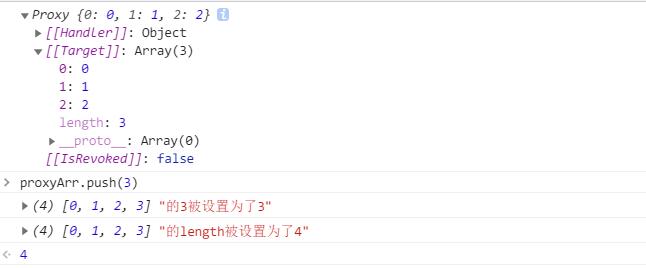 Proxy {0: 0, 1: 1, 2: 2} i
[[Handler]]: Object
[[Target]]: Array(3)
0: 0
1: 1
2: 2
length: 3
__proto__: Array(0)
[[IsRevoked]]: false
proxyArr.push(3)
(4) [0, 1, 2, 3] "的3被设置为了3"
(4) [0, 1, 2, 3] "的length被设置为了4"
4